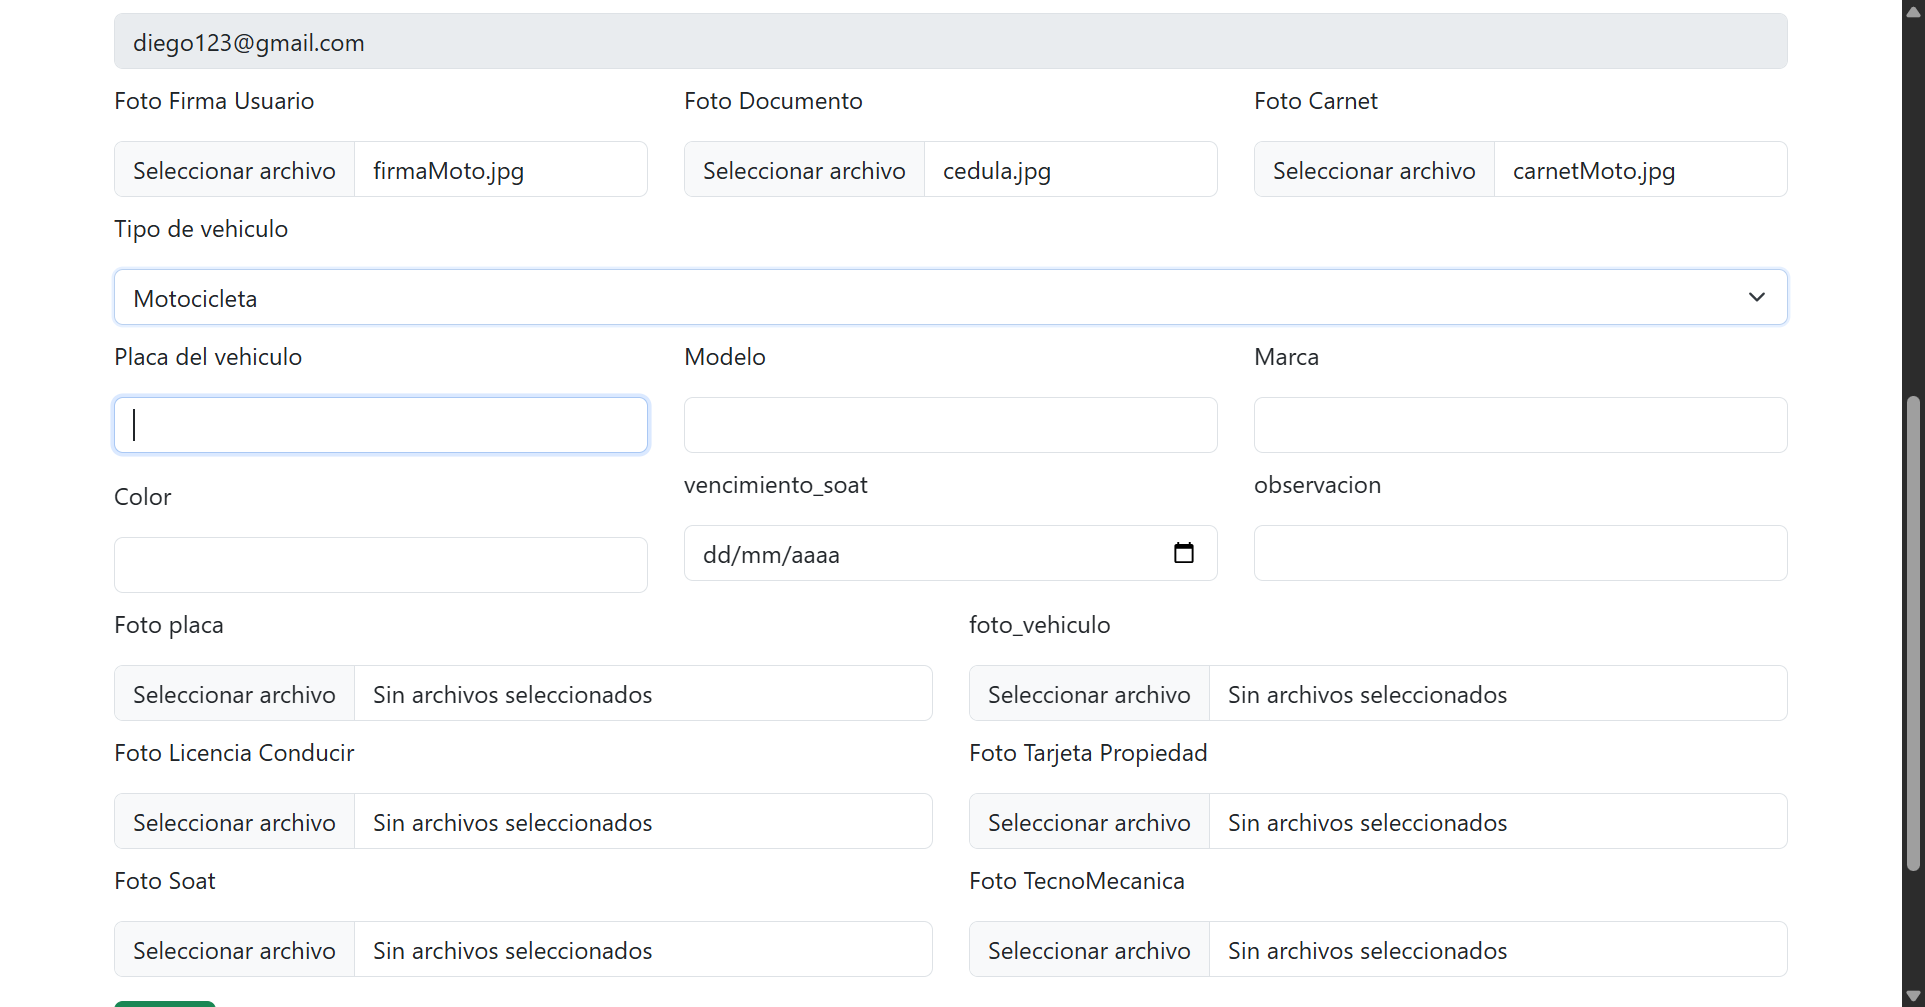 diego123@gmail.com
Foto Firma Usuario Foto Documento Foto Carnet
Seleccionar archivo firmaMoto.jpg Seleccionar archivo cedula.jpg Seleccionar archivo carnetMoto.jpg
Tipo de vehiculo
Motocicleta
Placa del vehiculo Modelo Marca
Color vencimiento_soat observacion
dd/mm/aaaa
Foto placa foto_vehiculo
Seleccionar archivo Sin archivos seleccionados Seleccionar archivo Sin archivos seleccionados
Foto Licencia Conducir Foto Tarjeta Propiedad
Seleccionar archivo Sin archivos seleccionados Seleccionar archivo Sin archivos seleccionados
Foto Soat Foto TecnoMecanica
Seleccionar archivo Sin archivos seleccionados Seleccionar archivo Sin archivos seleccionados